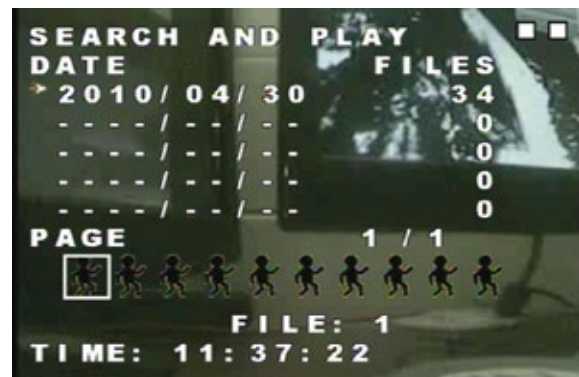 SEARCH AND PLAY
DATE FILES
2010/04/30 34
----/--/-- 0
----/--/-- 0
----/--/-- 0
----/--/-- 0
PAGE 1/1
FILE: 1
TIME: 11:37:22